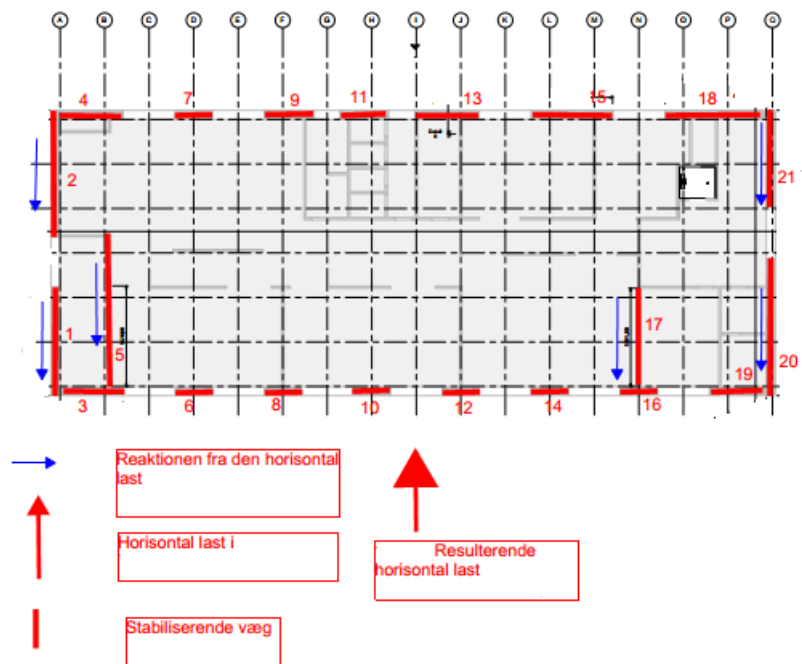 A B C D E F G H I J K L M N O P Q
4 7 9 11 13 15 18
2 21
1 5 17 20
3 6 8 10 12 14 16 19
Reaktionen fra den horisontal
last
Horisontal last i
Resulterende
horisontal last
Stabiliserende væg